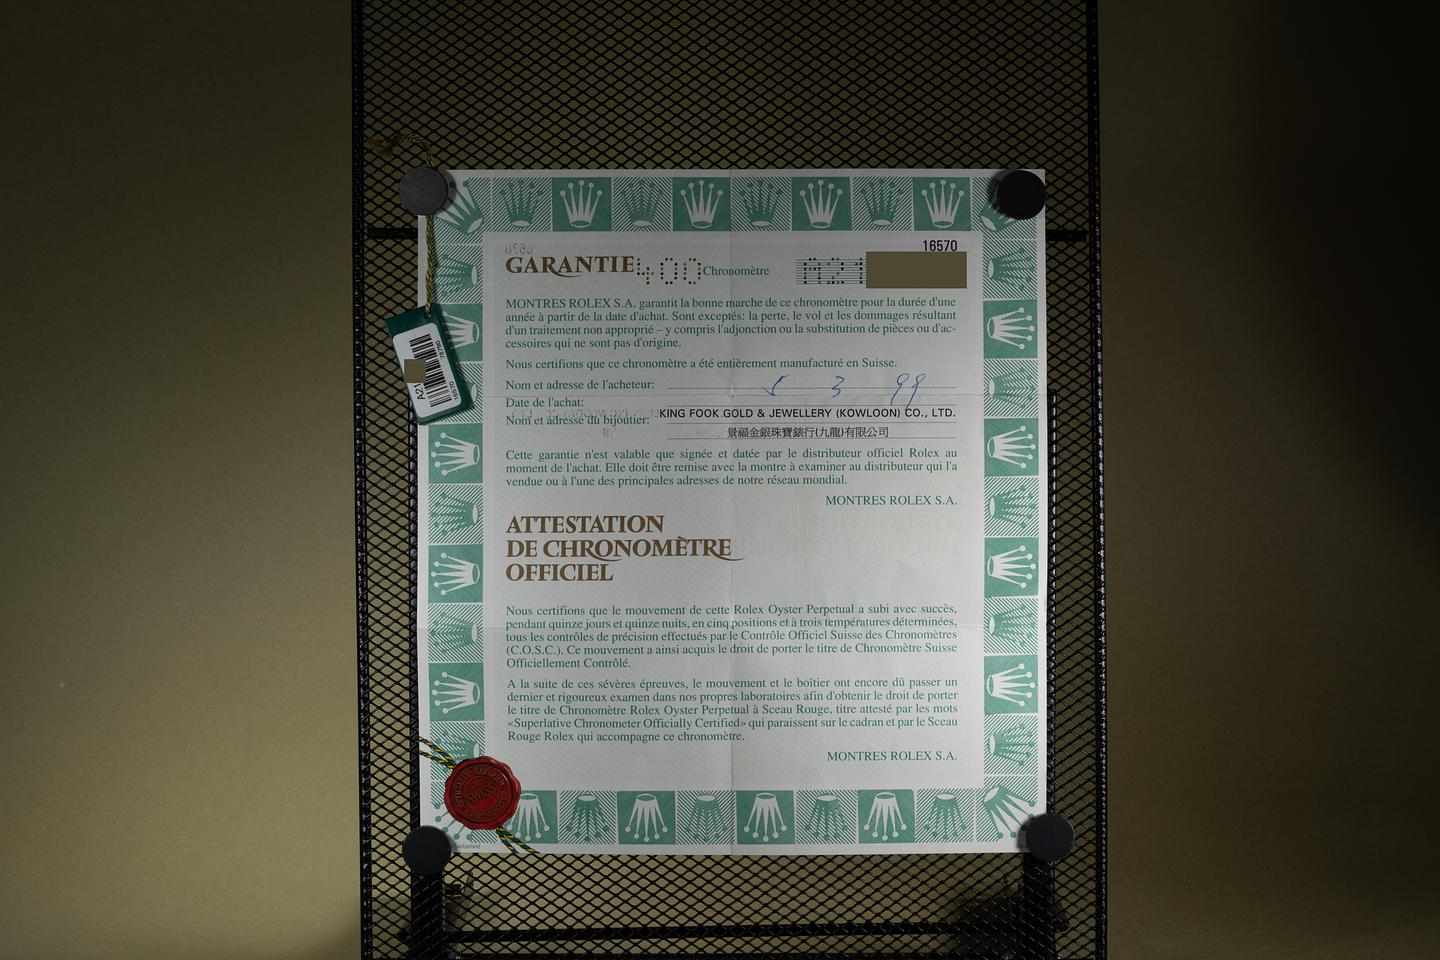 16570
GARANTIE 400 Chronomètre A21
MONTRES ROLEX S.A. garantit la bonne marche de ce chronomètre pour la durée d'une
année à partir de la date d'achat. Sont exceptés: la perte, le vol et les dommages résultant
d'un traitement non approprié – y compris l'adjonction ou la substitution de pièces ou d'ac-
cessoires qui ne sont pas d'origine.
Nous certifions que ce chronomètre a été entièrement manufacturé en Suisse.
Nom et adresse de l'acheteur:
5 3 99
Date de l'achat:
Nom et adresse du bijoutier: KING FOOK GOLD & JEWELLERY (KOWLOON) CO., LTD.
景福金銀珠寶錶行(九龍)有限公司
Cette garantie n'est valable que signée et datée par le distributeur officiel Rolex au
moment de l'achat. Elle doit être remise avec la montre à examiner au distributeur qui l'a
vendue ou à l'une des principales adresses de notre réseau mondial.
MONTRES ROLEX S.A.
ATTESTATION
DE CHRONOMÈTRE
OFFICIEL
Nous certifions que le mouvement de cette Rolex Oyster Perpetual a subi avec succès,
pendant quinze jours et quinze nuits, en cinq positions et à trois températures déterminées,
tous les contrôles de précision effectués par le Contrôle Officiel Suisse des Chronomètres
(C.O.S.C.). Ce mouvement a ainsi acquis le droit de porter le titre de Chronomètre Suisse
Officiellement Contrôlé.
A la suite de ces sévères épreuves, le mouvement et le boîtier ont encore dû passer un
dernier et rigoureux examen dans nos propres laboratoires afin d'obtenir le droit de porter
le titre de Chronomètre Rolex Oyster Perpetual à Sceau Rouge, titre attesté par les mots
«Superlative Chronometer Officially Certified» qui paraissent sur le cadran et par le Sceau
Rouge Rolex qui accompagne ce chronomètre.
MONTRES ROLEX S.A.
A21
78790
16570
OFFICIALLY CERTIFIED
SWISS
CHRONOMETER
Switzerland